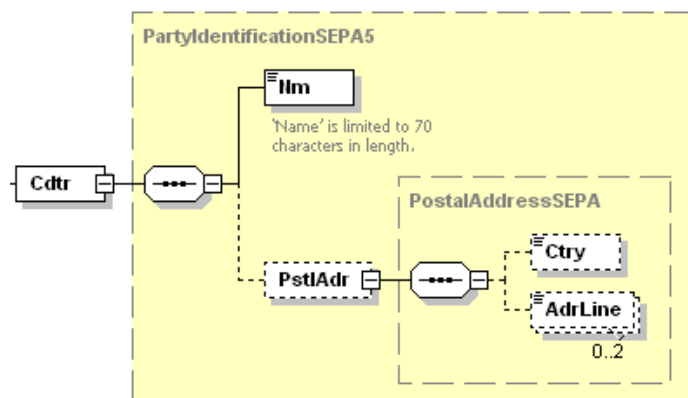 PartyIdentificationSEPA5
Nm
'Name' is limited to 70
characters in length.
Cdtr
PostalAddressSEPA
Ctry
PstlAdr
AdrLine
0..2